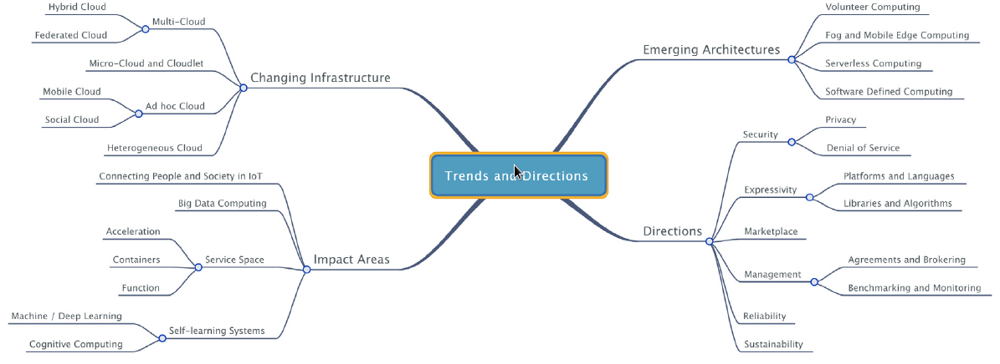 Trends and Directions
Changing Infrastructure
Multi-Cloud
Hybrid Cloud
Federated Cloud
Micro-Cloud and Cloudlet
Ad hoc Cloud
Mobile Cloud
Social Cloud
Heterogeneous Cloud
Impact Areas
Connecting People and Society in IoT
Big Data Computing
Service Space
Acceleration
Containers
Function
Self-learning Systems
Machine / Deep Learning
Cognitive Computing
Emerging Architectures
Volunteer Computing
Fog and Mobile Edge Computing
Serverless Computing
Software Defined Computing
Directions
Security
Privacy
Denial of Service
Expressivity
Platforms and Languages
Libraries and Algorithms
Marketplace
Management
Agreements and Brokering
Benchmarking and Monitoring
Reliability
Sustainability